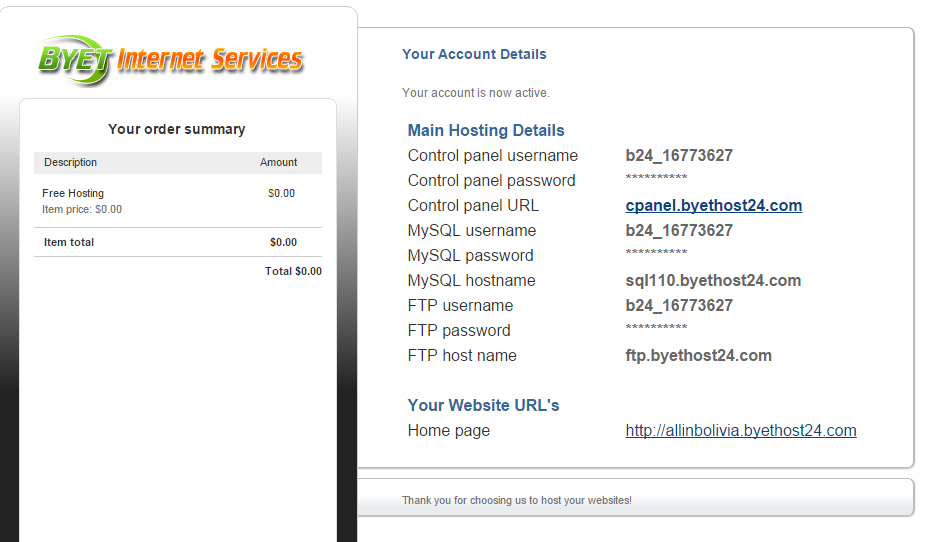 BYET Internet Services
Your order summary
Description Amount
Free Hosting $0.00
Item price: $0.00
Item total $0.00
Total $0.00
Your Account Details
Your account is now active.
Main Hosting Details
Control panel username b24_16773627
Control panel password **********
Control panel URL cpanel.byethost24.com
MySQL username b24_16773627
MySQL password **********
MySQL hostname sql110.byethost24.com
FTP username b24_16773627
FTP password **********
FTP host name ftp.byethost24.com
Your Website URL's
Home page http://allinbolivia.byethost24.com
Thank you for choosing us to host your websites!